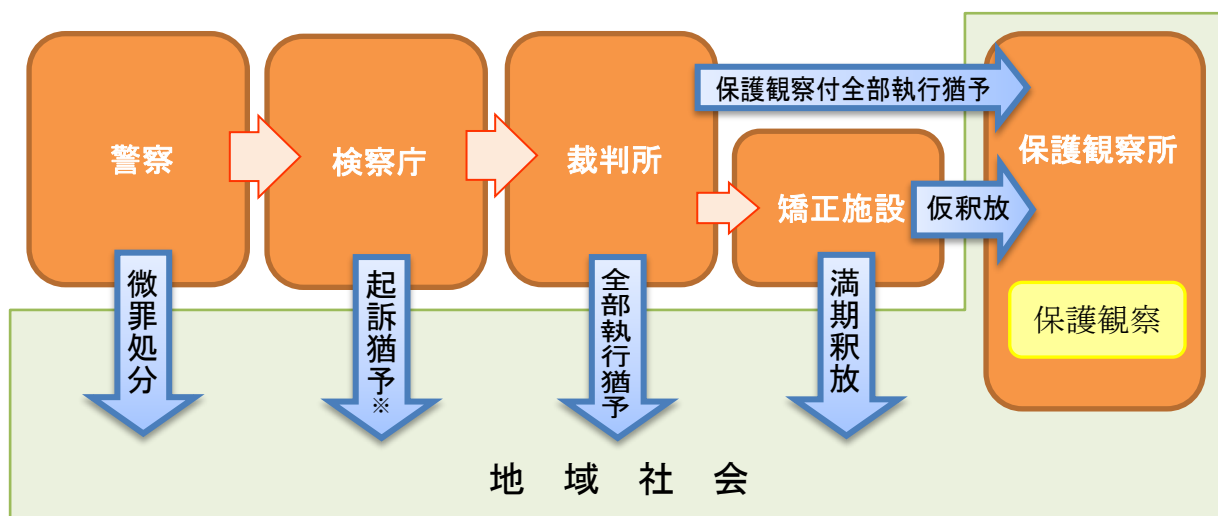 警察
検察庁
裁判所
保護観察付全部執行猶予
矯正施設
仮釈放
保護観察所
保護観察
微罪処分
起訴猶予※
全部執行猶予
満期釈放
地域社会